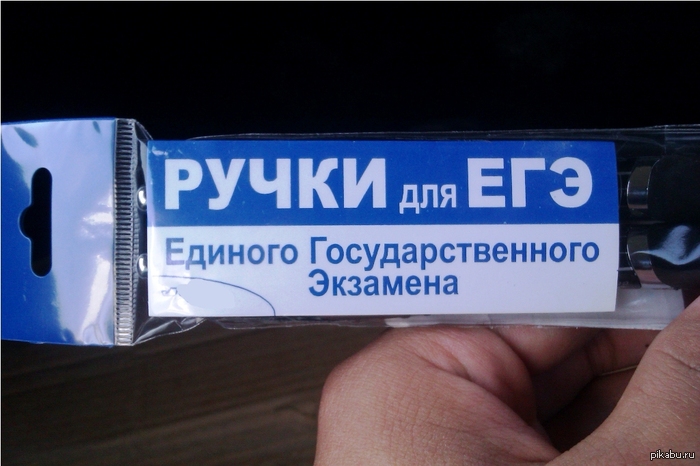 РУЧКИ для ЕГЭ
Единого Государственного
Экзамена
pikabu.ru